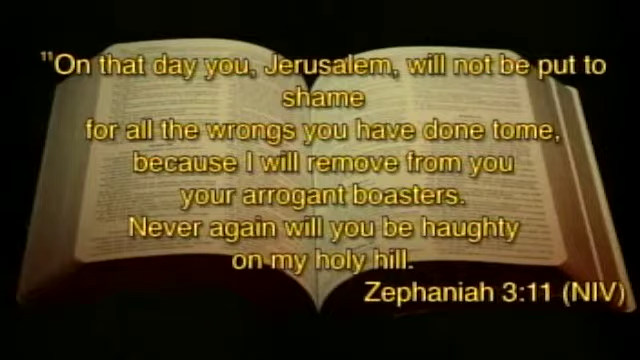 "On that day you, Jerusalem, will not be put to
shame
for all the wrongs you have done tome,
because I will remove from you
your arrogant boasters.
Never again will you be haughty
on my holy hill.
Zephaniah 3:11 (NIV)